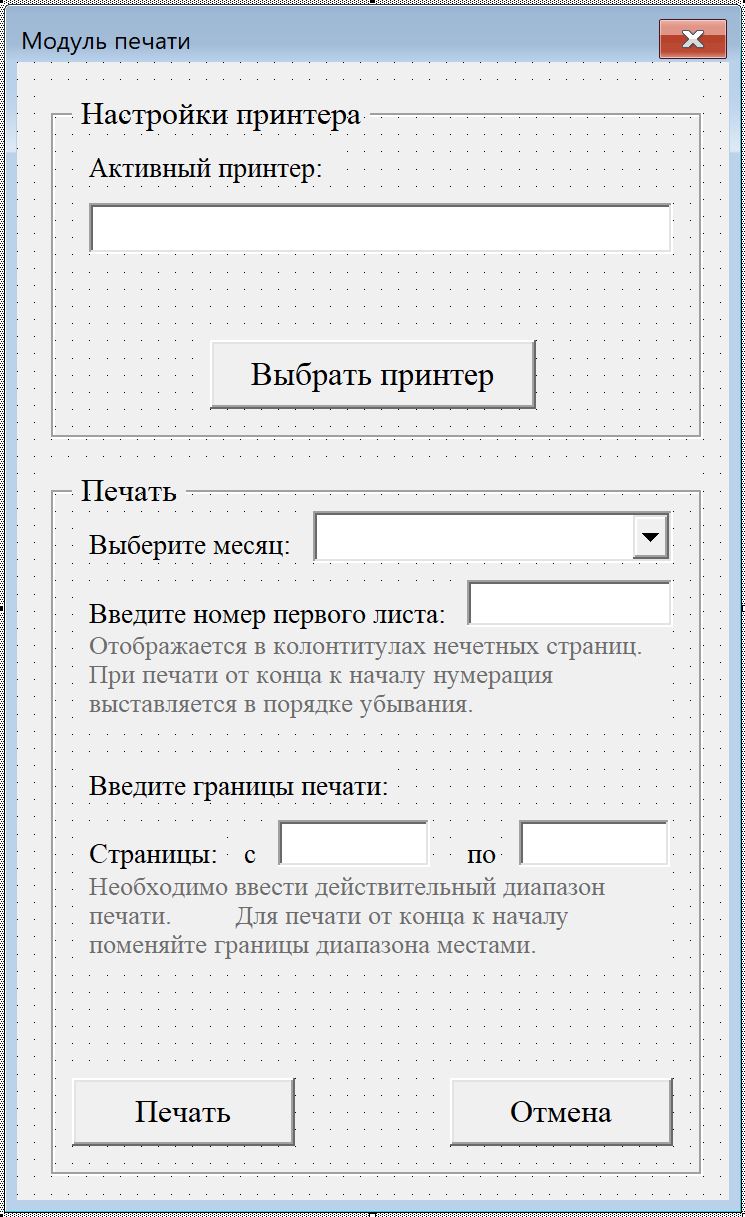 Модуль печати
Настройки принтера
Активный принтер:
Выбрать принтер
Печать
Выберите месяц:
Введите номер первого листа:
Отображается в колонтитулах нечетных страниц.
При печати от конца к началу нумерация
выставляется в порядке убывания.
Введите границы печати:
Страницы: с по
Необходимо ввести действительный диапазон
печати. Для печати от конца к началу
поменяйте границы диапазона местами.
Печать Отмена